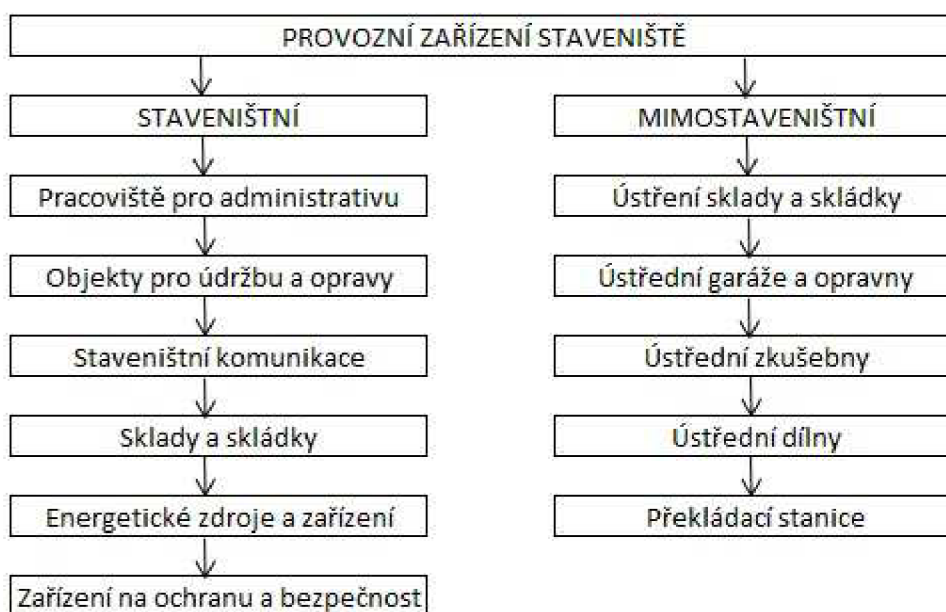 PROVOZNÍ ZAŘÍZENÍ STAVENIŠTĚ
STAVENIŠTNÍ
MIMOSTAVENIŠTNÍ
Pracoviště pro administrativu
Ústření sklady a skládky
Objekty pro údržbu a opravy
Ústřední garáže a opravny
Staveništní komunikace
Ústřední zkušebny
Sklady a skládky
Ústřední dílny
Energetické zdroje a zařízení
Překládací stanice
Zařízení na ochranu a bezpečnost